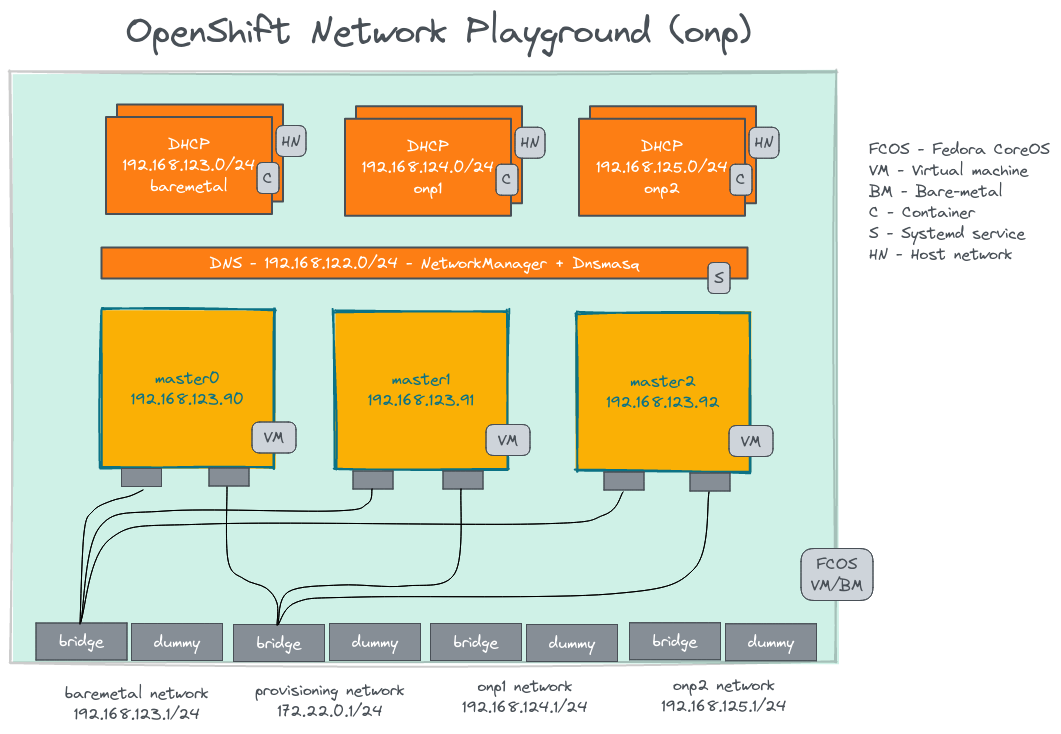 OpenShift Network Playground (onp)
DHCP
192.168.123.0/24
baremetal
HN
C
DHCP
192.168.124.0/24
onp1
HN
C
DHCP
192.168.125.0/24
onp2
HN
C
FCOS - Fedora CoreOS
VM - Virtual machine
BM - Bare-metal
C - Container
S - Systemd service
HN - Host network
DNS - 192.168.122.0/24 - NetworkManager + Dnsmasq
S
master0
192.168.123.90
VM
master1
192.168.123.91
VM
master2
192.168.123.92
VM
FCOS
VM/BM
bridge
dummy
bridge
dummy
bridge
dummy
bridge
dummy
baremetal network
192.168.123.1/24
provisioning network
172.22.0.1/24
onp1 network
192.168.124.1/24
onp2 network
192.168.125.1/24